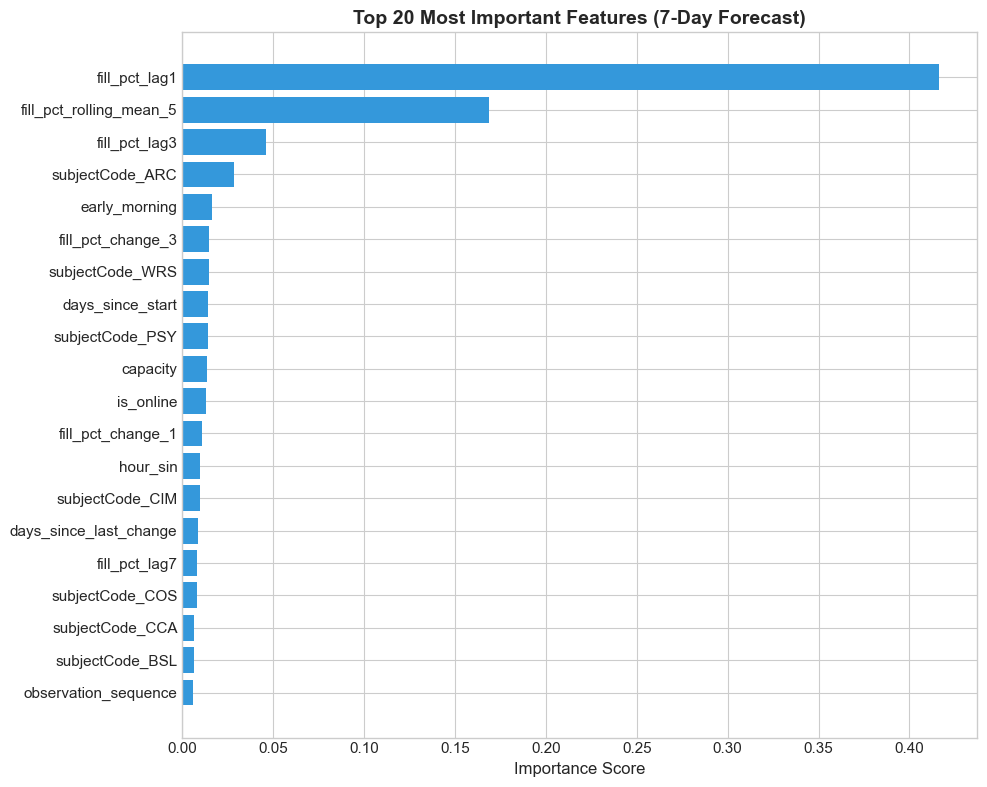 Top 20 Most Important Features (7-Day Forecast)
fill_pct_lag1
fill_pct_rolling_mean_5
fill_pct_lag3
subjectCode_ARC
early_morning
fill_pct_change_3
subjectCode_WRS
days_since_start
subjectCode_PSY
capacity
is_online
fill_pct_change_1
hour_sin
subjectCode_CIM
days_since_last_change
fill_pct_lag7
subjectCode_COS
subjectCode_CCA
subjectCode_BSL
observation_sequence
0.00 0.05 0.10 0.15 0.20 0.25 0.30 0.35 0.40
Importance Score